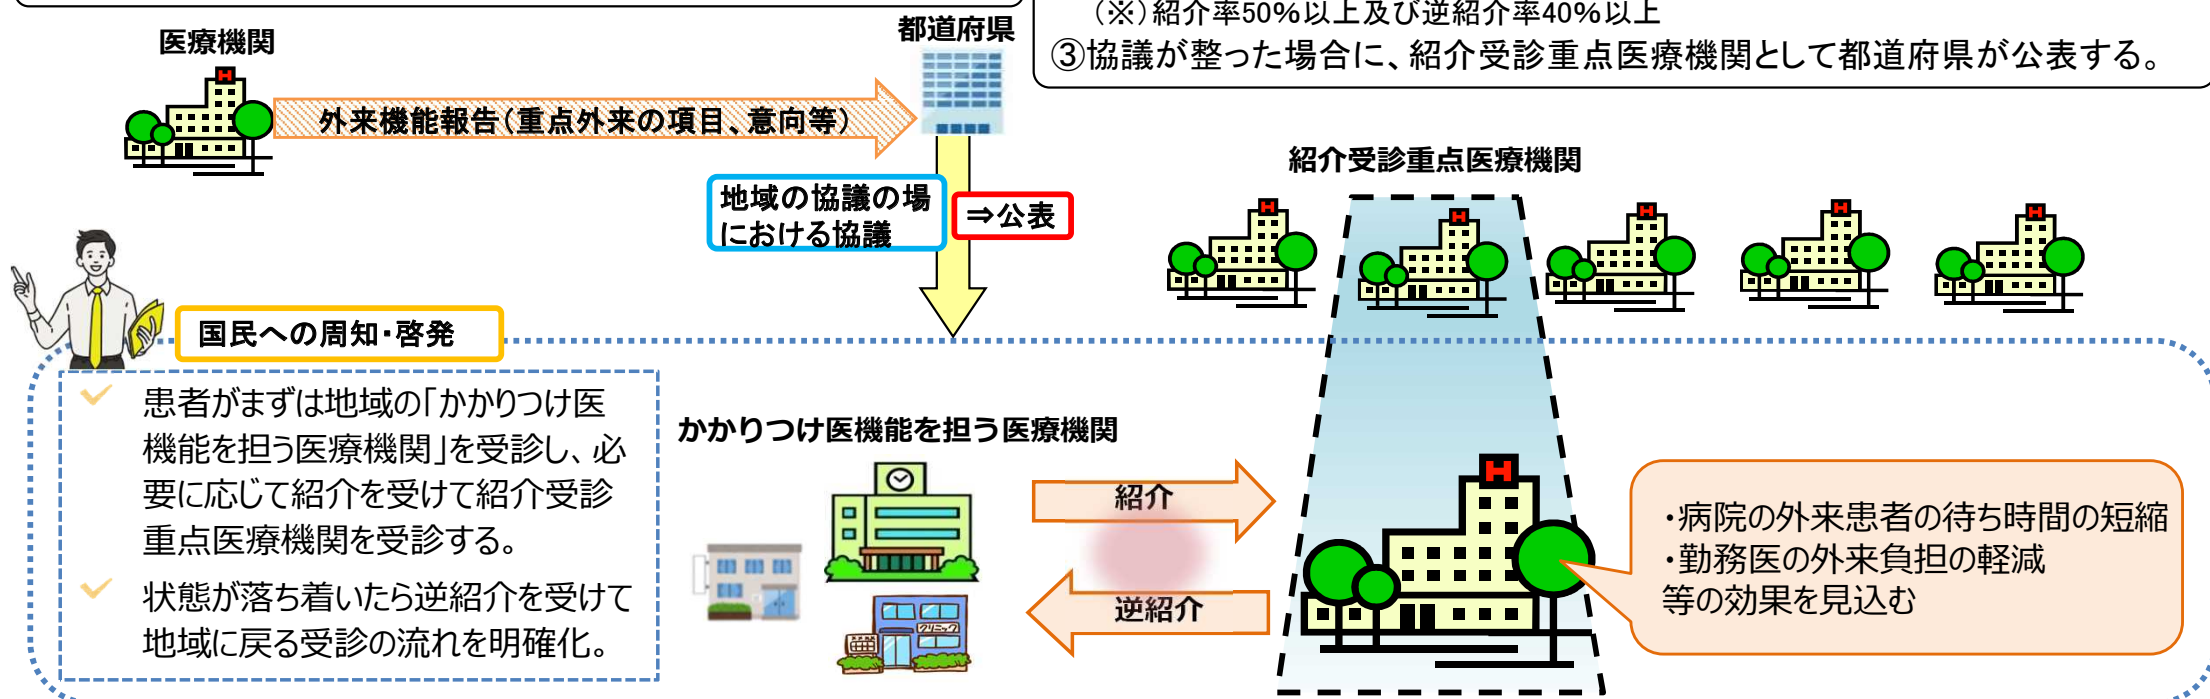 (※)紹介率50%以上及び逆紹介率40%以上
③協議が整った場合に、紹介受診重点医療機関として都道府県が公表する。
医療機関
都道府県
外来機能報告(重点外来の項目、意向等)
地域の協議の場
における協議
⇒公表
紹介受診重点医療機関
H
H
H
H
H
H
国民への周知・啓発
患者がまずは地域の「かかりつけ医
機能を担う医療機関」を受診し、必
要に応じて紹介を受けて紹介受診
重点医療機関を受診する。
状態が落ち着いたら逆紹介を受けて
地域に戻る受診の流れを明確化。
かかりつけ医機能を担う医療機関
クリニック
紹介
逆紹介
H
・病院の外来患者の待ち時間の短縮
・勤務医の外来負担の軽減
等の効果を見込む